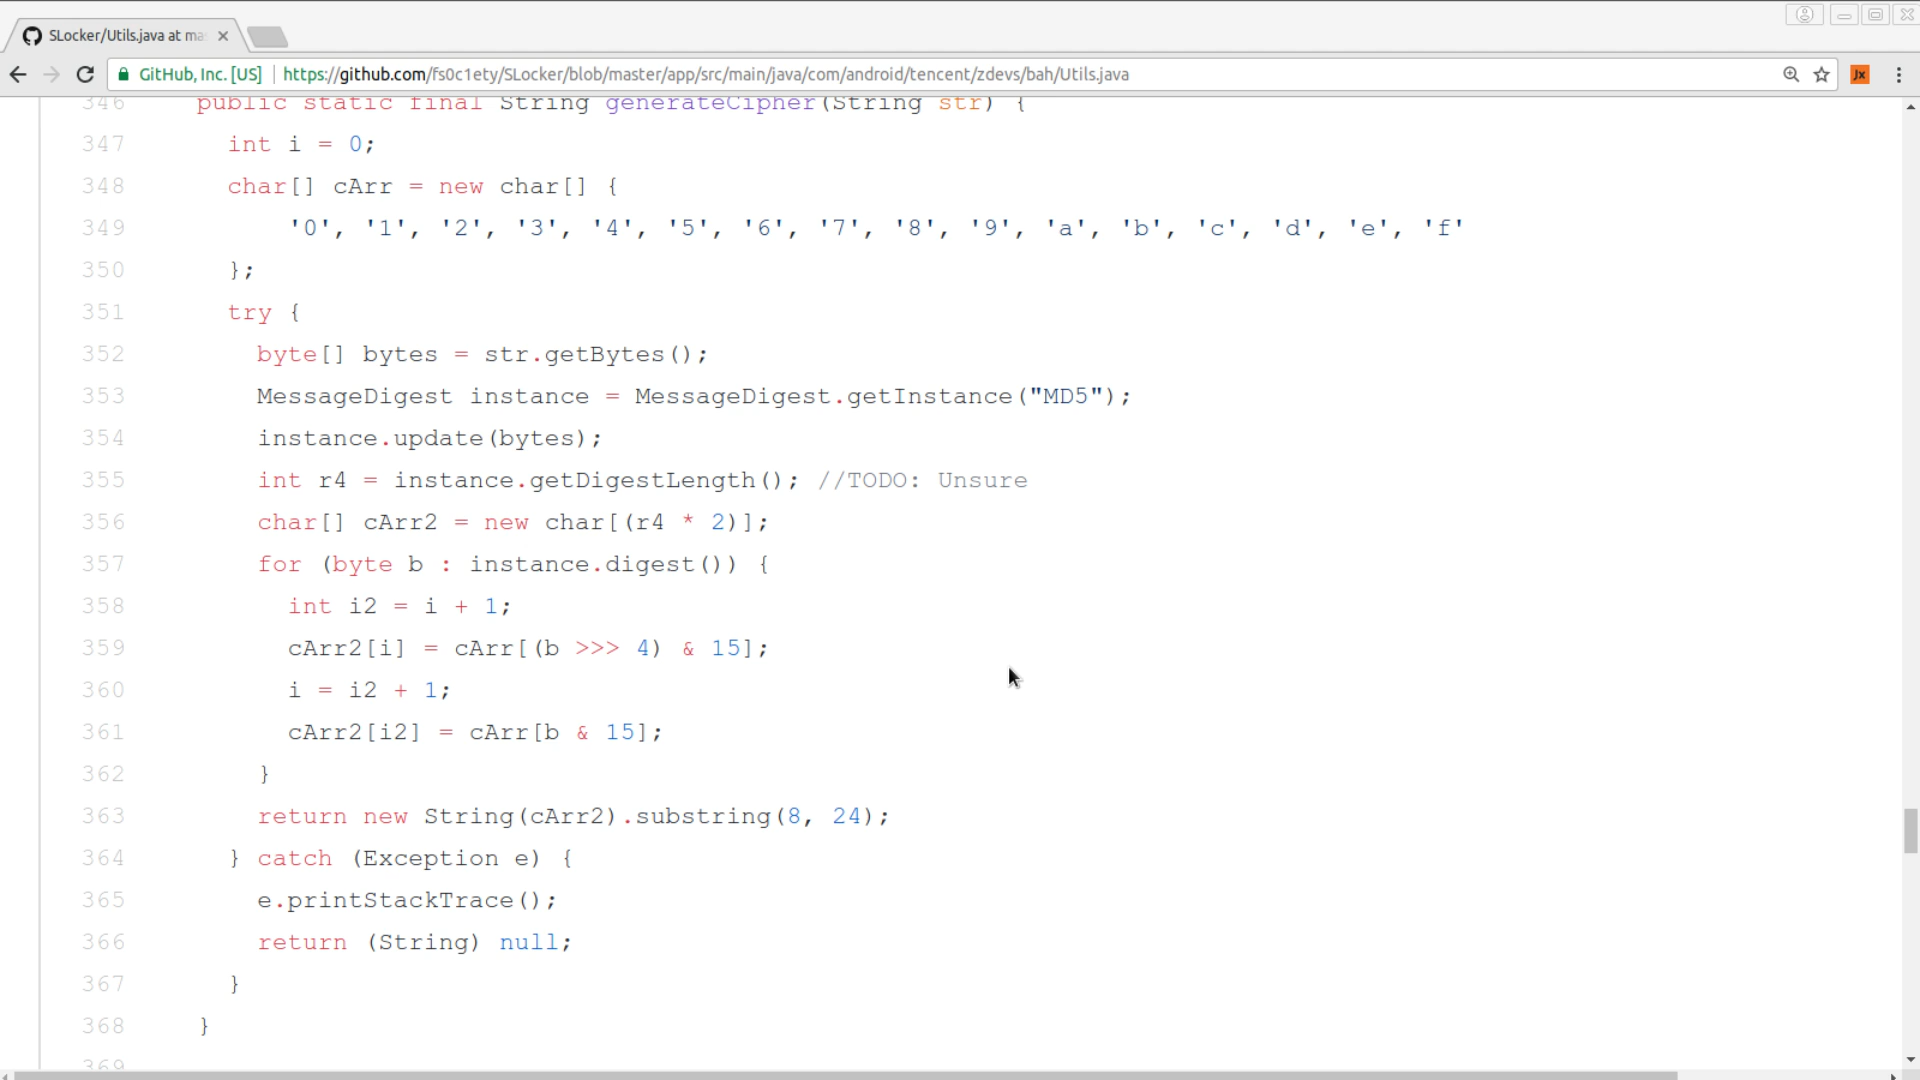 SLocker/Utils.java at ma
GitHub, Inc. [US] https://github.com/fs0c1ety/SLocker/blob/master/app/src/main/java/com/android/tencent/zdevs/bah/Utils.java
Jx
346 public static final String generateCipher(String str) {
347 int i = 0;
348 char[] cArr = new char[] {
349 '0', '1', '2', '3', '4', '5', '6', '7', '8', '9', 'a', 'b', 'c', 'd', 'e', 'f'
350 };
351 try {
352 byte[] bytes = str.getBytes();
353 MessageDigest instance = MessageDigest.getInstance("MD5");
354 instance.update(bytes);
355 int r4 = instance.getDigestLength(); //TODO: Unsure
356 char[] cArr2 = new char[(r4 * 2)];
357 for (byte b : instance.digest()) {
358 int i2 = i + 1;
359 cArr2[i] = cArr[(b >>> 4) & 15];
360 i = i2 + 1;
361 cArr2[i2] = cArr[b & 15];
362 }
363 return new String(cArr2).substring(8, 24);
364 } catch (Exception e) {
365 e.printStackTrace();
366 return (String) null;
367 }
368 }
369